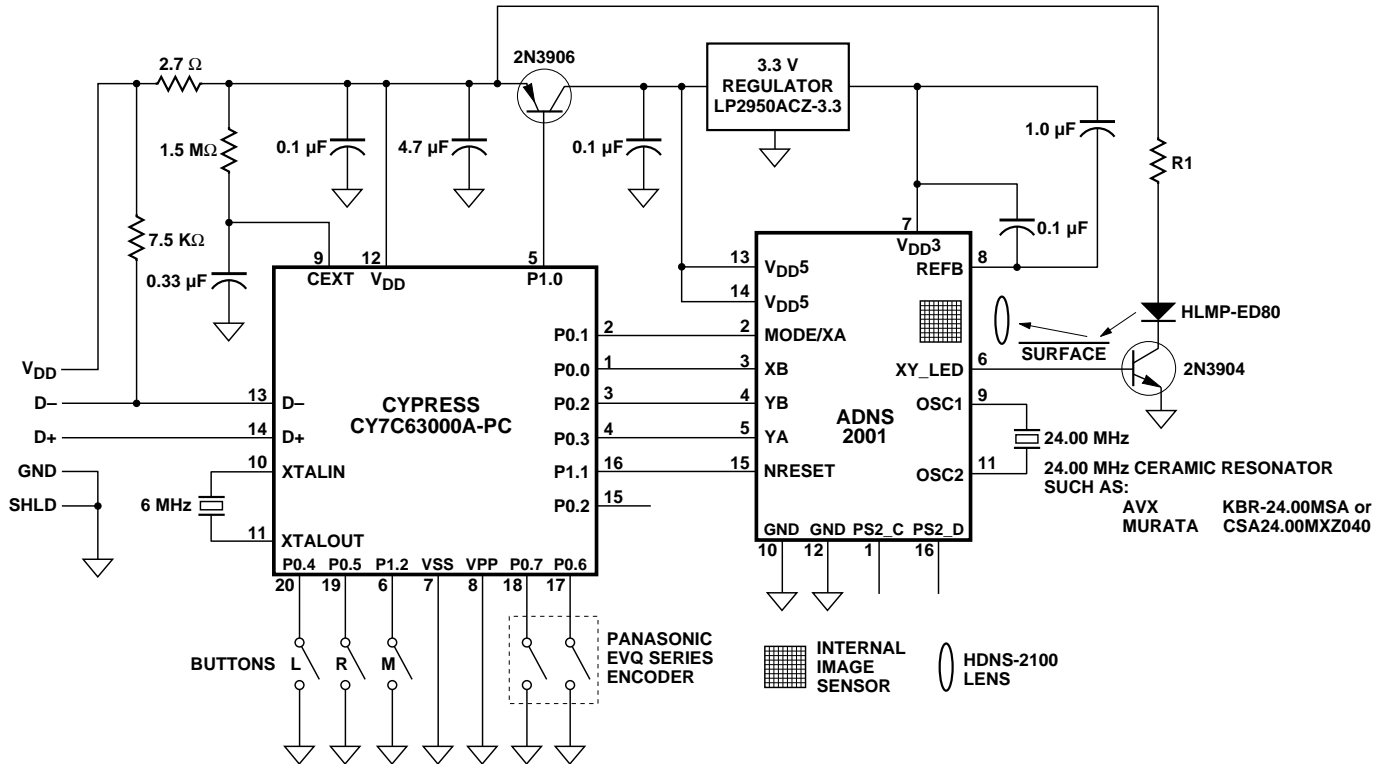 2N3906
2.7 Ω
3.3 V
REGULATOR
LP2950ACZ-3.3
1.5 MΩ
0.1 µF
4.7 µF
0.1 µF
1.0 µF
R1
7.5 KΩ
0.33 µF
0.1 µF
9
12
5
CEXT
VDD
P1.0
7
VDD3
13
VDD5
14
VDD5
REFB
8
P0.1
2
2
MODE/XA
P0.0
1
3
XB
P0.2
3
4
YB
P0.3
4
5
YA
P1.1
16
15
NRESET
P0.2
15
HLMP-ED80
SURFACE
XY_LED
6
2N3904
OSC1
9
OSC2
11
24.00 MHz
24.00 MHz CERAMIC RESONATOR
SUCH AS:
AVX KBR-24.00MSA or
MURATA CSA24.00MXZ040
ADNS
2001
CYPRESS
CY7C63000A-PC
VDD
D–
D+
GND
SHLD
13
D–
14
D+
10
XTALIN
6 MHz
11
XTALOUT
P0.4 P0.5 P1.2 VSS VPP P0.7 P0.6
20 19 6 7 8 18 17
GND GND PS2_C PS2_D
10 12 1 16
BUTTONS L R M
PANASONIC
EVQ SERIES
ENCODER
INTERNAL
IMAGE
SENSOR
HDNS-2100
LENS